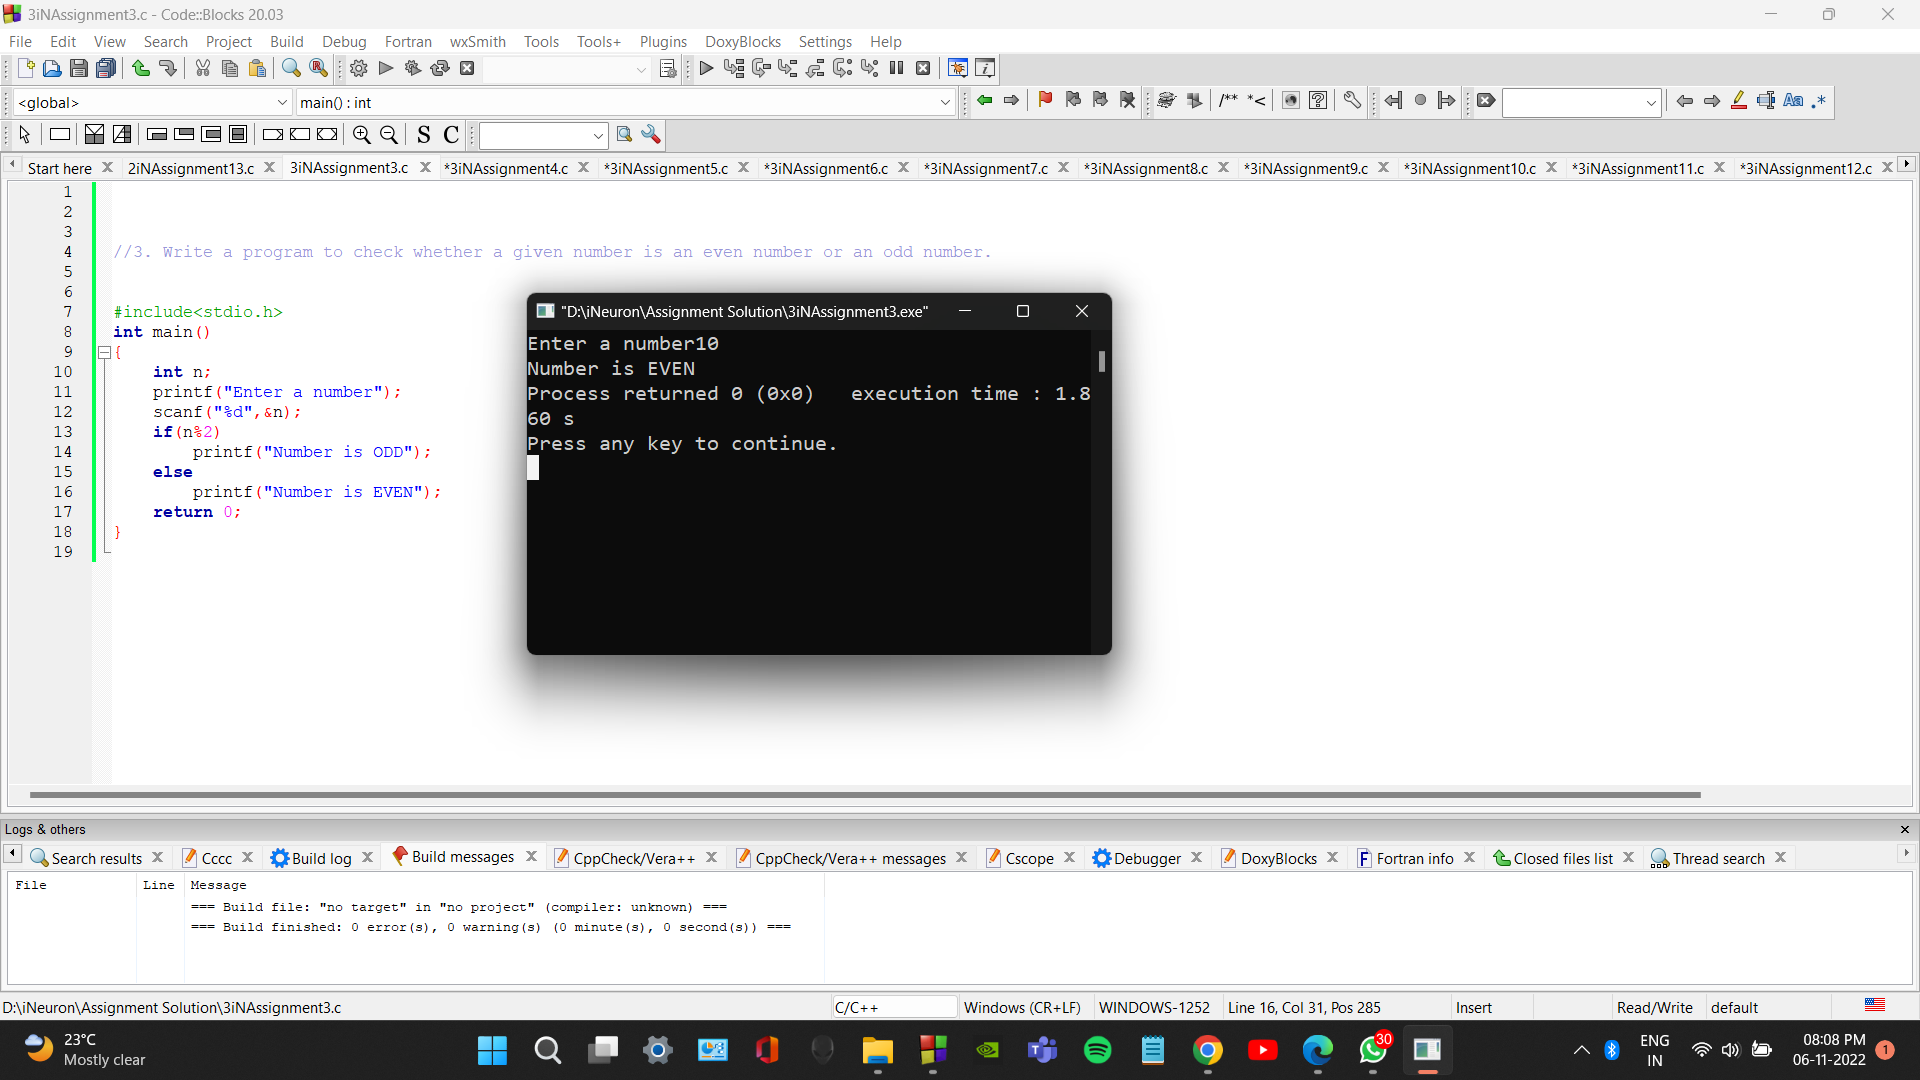 3iNAssignment3.c - Code::Blocks 20.03
File Edit View Search Project Build Debug Fortran wxSmith Tools Tools+ Plugins DoxyBlocks Settings Help
<global> main() : int /** *< Aa .*
S C
Start here 2iNAssignment13.c 3iNAssignment3.c *3iNAssignment4.c *3iNAssignment5.c *3iNAssignment6.c *3iNAssignment7.c *3iNAssignment8.c *3iNAssignment9.c *3iNAssignment10.c *3iNAssignment11.c *3iNAssignment12.c
1
2
3
4 //3. Write a program to check whether a given number is an even number or an odd number.
5
6
7 #include<stdio.h>
8 int main()
9 {
10 int n;
11 printf("Enter a number");
12 scanf("%d",&n);
13 if(n%2)
14 printf("Number is ODD");
15 else
16 printf("Number is EVEN");
17 return 0;
18 }
19
"D:\iNeuron\Assignment Solution\3iNAssignment3.exe"
Enter a number10
Number is EVEN
Process returned 0 (0x0)   execution time : 1.8
60 s
Press any key to continue.
Logs & others
Search results Cccc Build log Build messages CppCheck/Vera++ CppCheck/Vera++ messages Cscope Debugger DoxyBlocks F Fortran info Closed files list Thread search
File Line Message
=== Build file: "no target" in "no project" (compiler: unknown) ===
=== Build finished: 0 error(s), 0 warning(s) (0 minute(s), 0 second(s)) ===
D:\iNeuron\Assignment Solution\3iNAssignment3.c C/C++ Windows (CR+LF) WINDOWS-1252 Line 16, Col 31, Pos 285 Insert Read/Write default
23°C
Mostly clear
30
ENG
IN
08:08 PM
06-11-2022
1